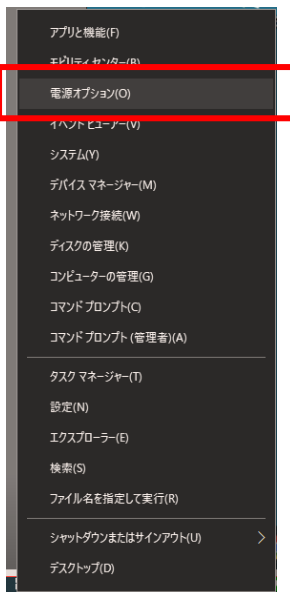 アプリと機能(F)
モビリティ センター(B)
電源オプション(O)
イベント ビューアー(V)
システム(Y)
デバイス マネージャー(M)
ネットワーク接続(W)
ディスクの管理(K)
コンピューターの管理(G)
コマンド プロンプト(C)
コマンド プロンプト (管理者)(A)
タスク マネージャー(T)
設定(N)
エクスプローラー(E)
検索(S)
ファイル名を指定して実行(R)
シャットダウンまたはサインアウト(U)
デスクトップ(D)